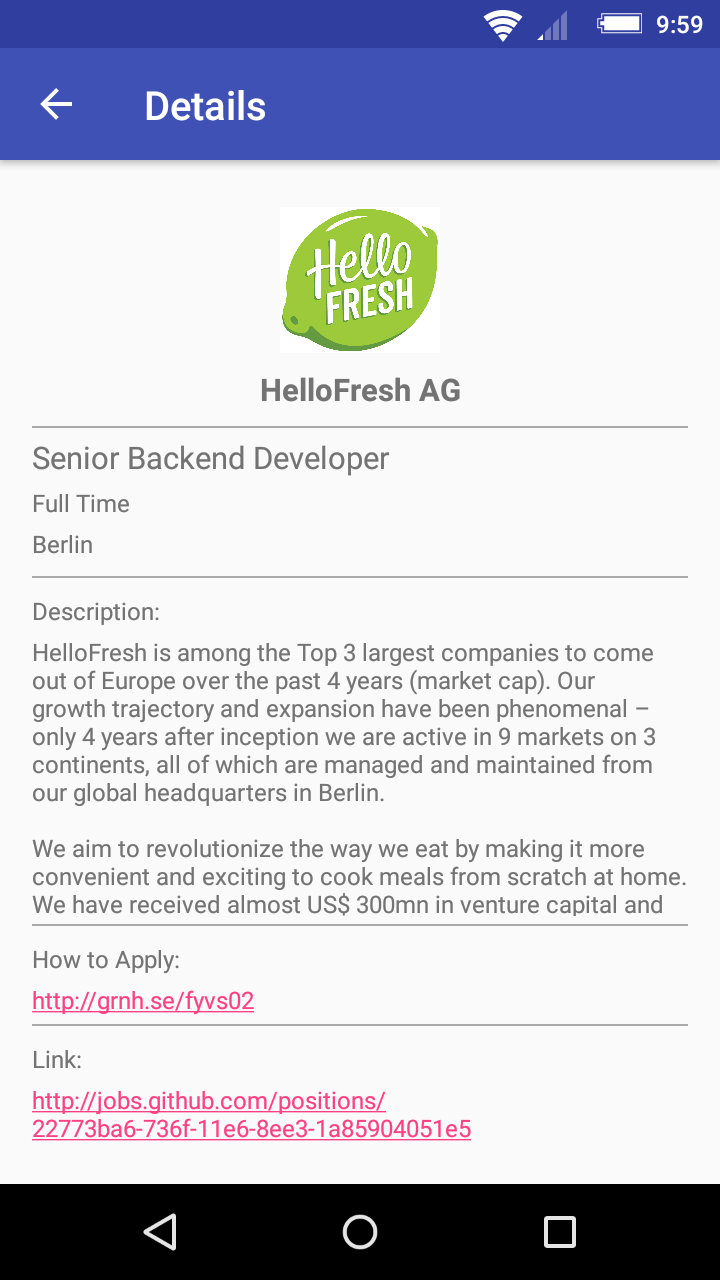 9:59
Details
Hello
FRESH
HelloFresh AG
Senior Backend Developer
Full Time
Berlin
Description:
HelloFresh is among the Top 3 largest companies to come
out of Europe over the past 4 years (market cap). Our
growth trajectory and expansion have been phenomenal –
only 4 years after inception we are active in 9 markets on 3
continents, all of which are managed and maintained from
our global headquarters in Berlin.
We aim to revolutionize the way we eat by making it more
convenient and exciting to cook meals from scratch at home.
We have received almost US$ 300mn in venture capital and
How to Apply:
http://grnh.se/fyvs02
Link:
http://jobs.github.com/positions/
22773ba6-736f-11e6-8ee3-1a85904051e5